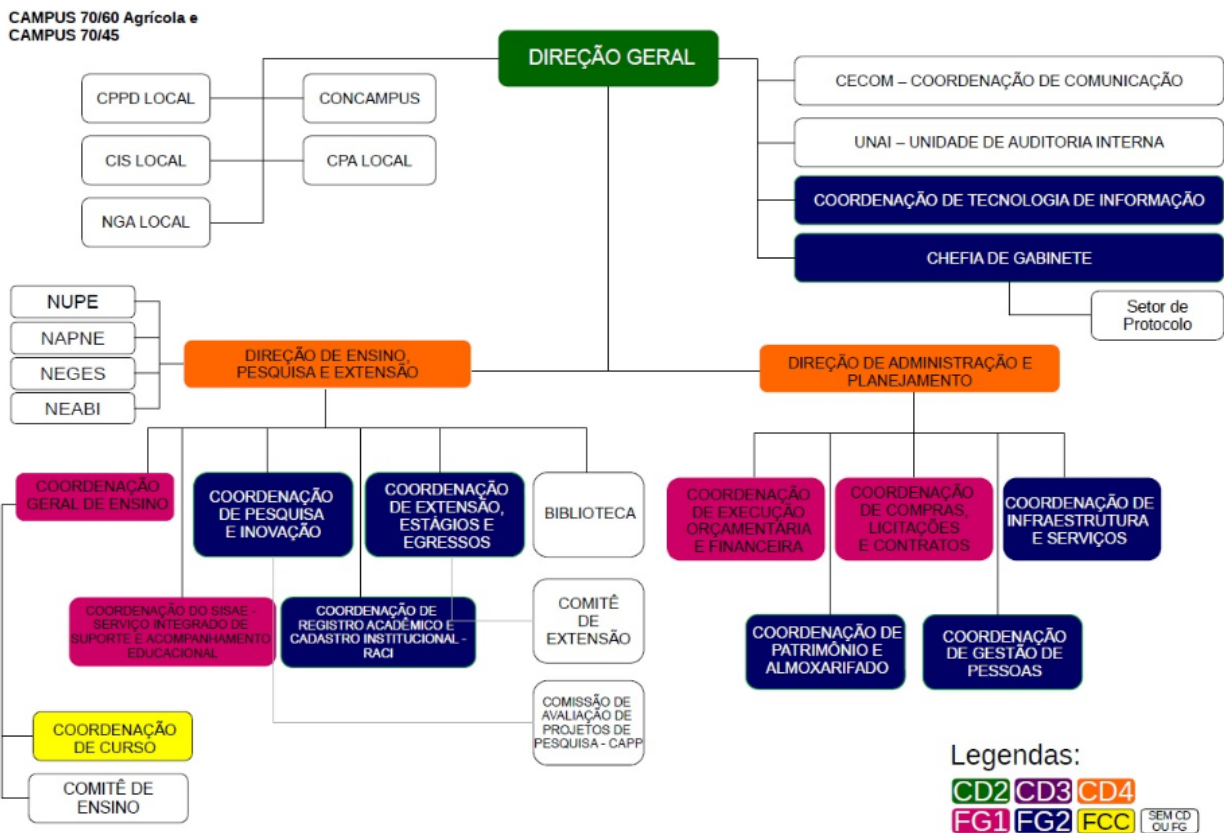 CAMPUS 70/60 Agrícola e
CAMPUS 70/45
DIREÇÃO GERAL
CPPD LOCAL
CONCAMPUS
CIS LOCAL
CPA LOCAL
NGA LOCAL
CECOM – COORDENAÇÃO DE COMUNICAÇÃO
UNAI – UNIDADE DE AUDITORIA INTERNA
COORDENAÇÃO DE TECNOLOGIA DE INFORMAÇÃO
CHEFIA DE GABINETE
Setor de
Protocolo
NUPE
NAPNE
NEGES
NEABI
DIREÇÃO DE ENSINO,
PESQUISA E EXTENSÃO
DIREÇÃO DE ADMINISTRAÇÃO E
PLANEJAMENTO
COORDENAÇÃO
GERAL DE ENSINO
COORDENAÇÃO
DE PESQUISA
E INOVAÇÃO
COORDENAÇÃO
DE EXTENSÃO,
ESTÁGIOS E
EGRESSOS
BIBLIOTECA
COORDENAÇÃO
DE EXECUÇÃO
ORÇAMENTÁRIA
E FINANCEIRA
COORDENAÇÃO
DE COMPRAS,
LICITAÇÕES
E CONTRATOS
COORDENAÇÃO DE
INFRAESTRUTURA
E SERVIÇOS
COORDENAÇÃO DO SISAE -
SERVIÇO INTEGRADO DE
SUPORTE E ACOMPANHAMENTO
EDUCACIONAL
COORDENAÇÃO DE
REGISTRO ACADÊMICO E
CADASTRO INSTITUCIONAL -
RACI
COMITÊ
DE
EXTENSÃO
COORDENAÇÃO DE
PATRIMÔNIO E
ALMOXARIFADO
COORDENAÇÃO
DE GESTÃO DE
PESSOAS
COMISSÃO DE
AVALIAÇÃO DE
PROJETOS DE
PESQUISA - CAPP
COORDENAÇÃO
DE CURSO
COMITÊ DE
ENSINO
Legendas:
CD2 CD3 CD4
FG1 FG2 FCC SEM CD
OU FG